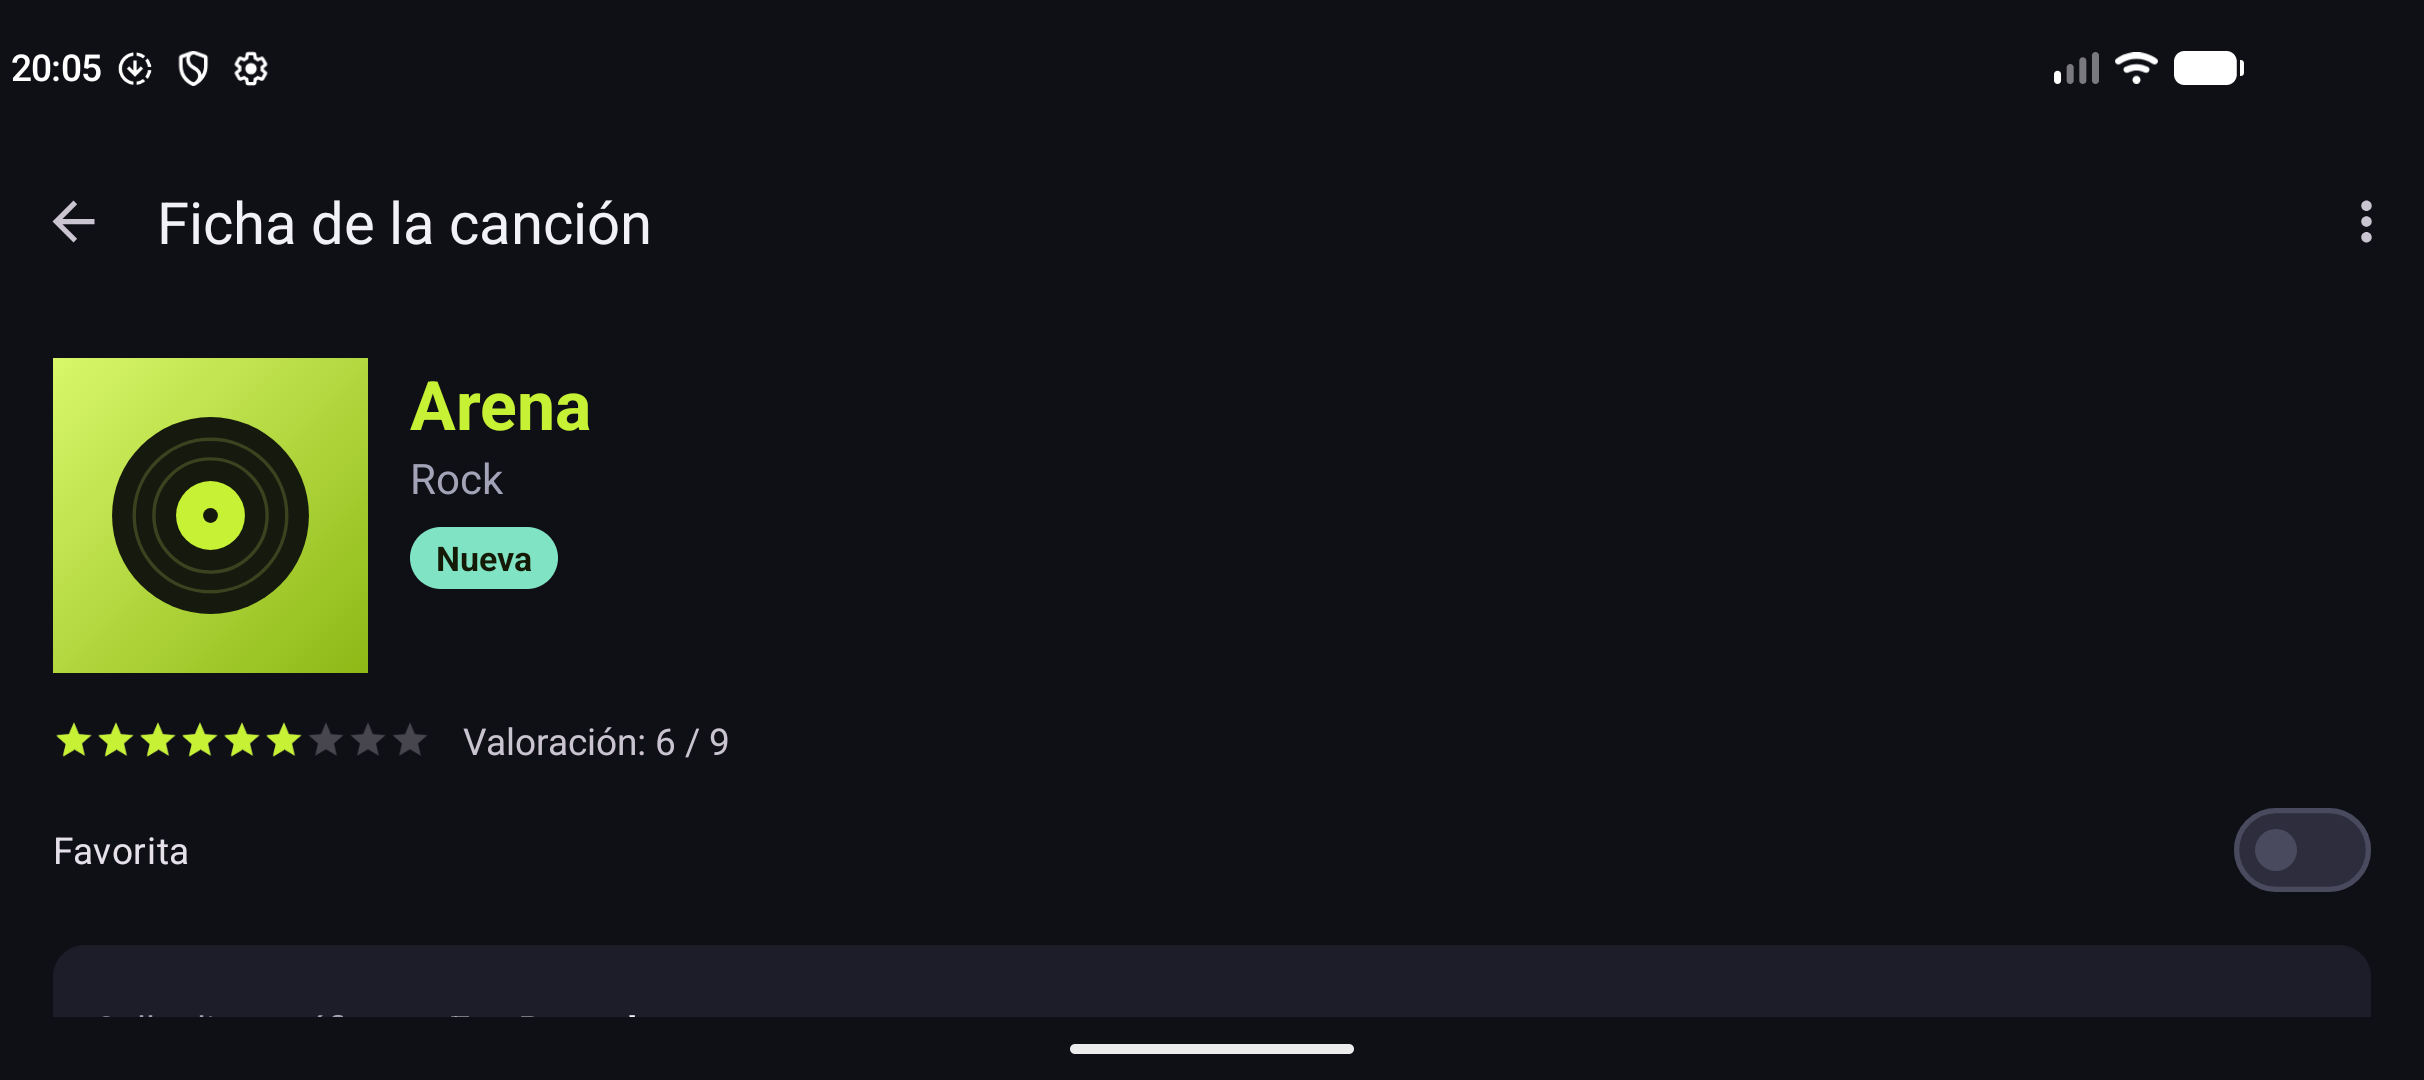 20:05
Ficha de la canción
Arena
Rock
Nueva
Valoración: 6 / 9
Favorita